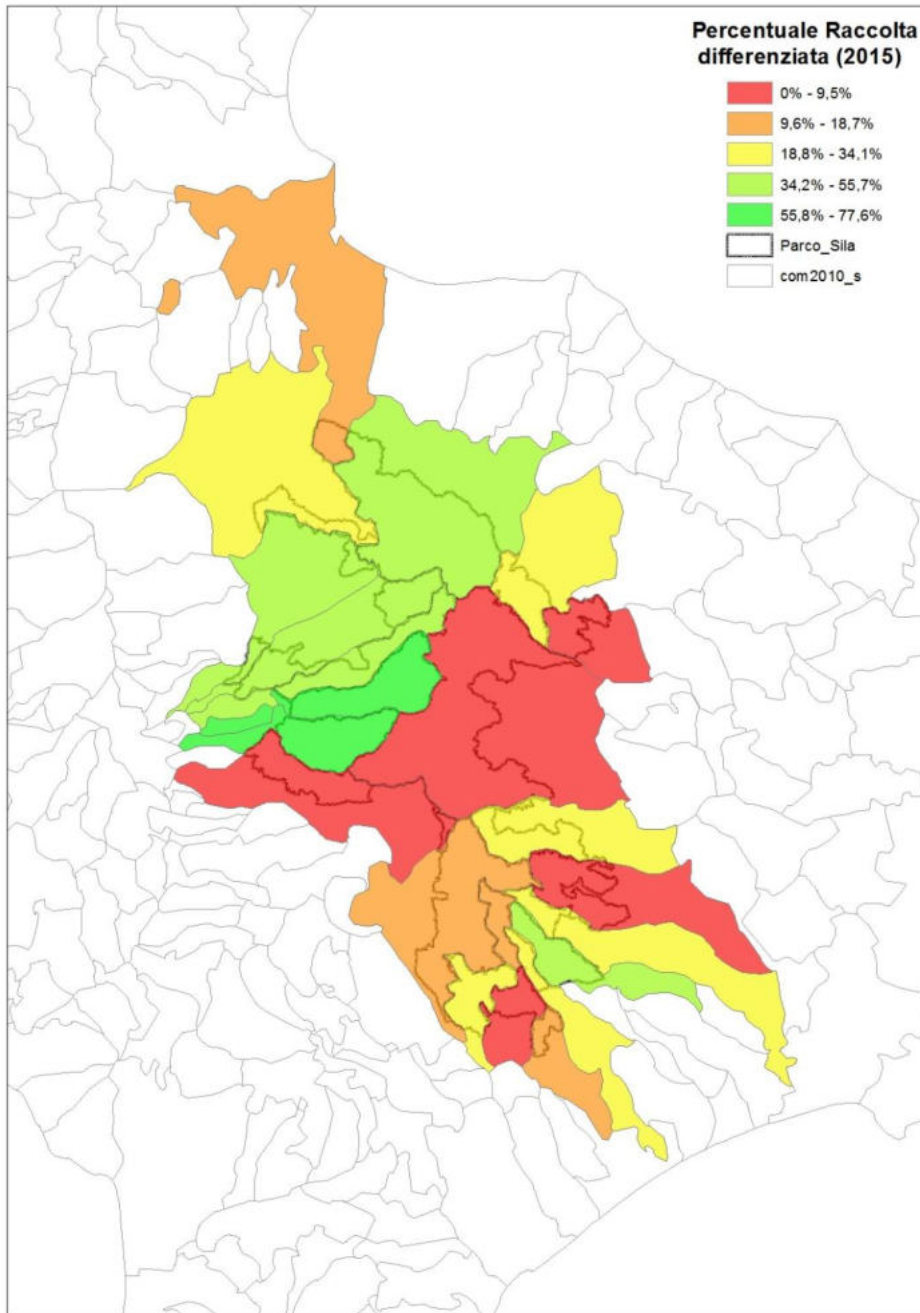 Percentuale Raccolta
differenziata (2015)
0% - 9,5%
9,6% - 18,7%
18,8% - 34,1%
34,2% - 55,7%
55,8% - 77,6%
Parco_Sila
com2010_s